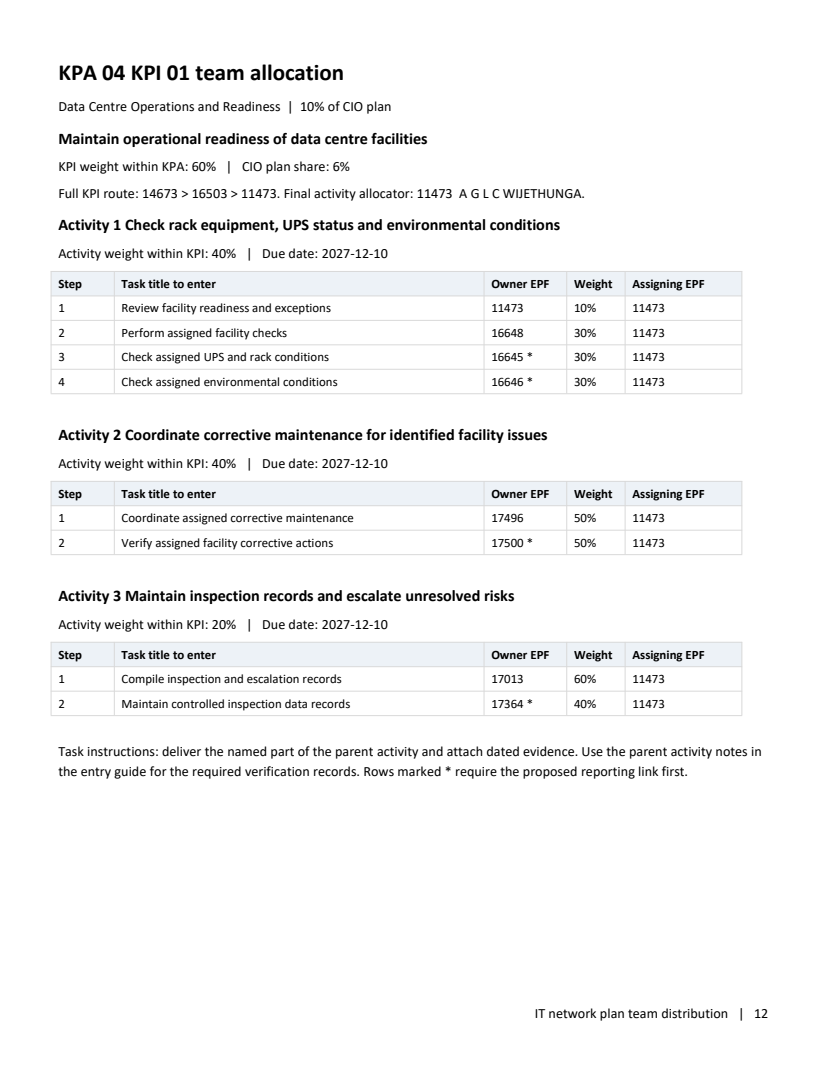 KPA 04 KPI 01 team allocation
Data Centre Operations and Readiness | 10% of CIO plan
Maintain operational readiness of data centre facilities
KPI weight within KPA: 60% | CIO plan share: 6%
Full KPI route: 14673 > 16503 > 11473. Final activity allocator: 11473 A G L C WIJETHUNGA.
Activity 1 Check rack equipment, UPS status and environmental conditions
Activity weight within KPI: 40% | Due date: 2027-12-10
Step Task title to enter Owner EPF Weight Assigning EPF
1 Review facility readiness and exceptions 11473 10% 11473
2 Perform assigned facility checks 16648 30% 11473
3 Check assigned UPS and rack conditions 16645 * 30% 11473
4 Check assigned environmental conditions 16646 * 30% 11473
Activity 2 Coordinate corrective maintenance for identified facility issues
Activity weight within KPI: 40% | Due date: 2027-12-10
Step Task title to enter Owner EPF Weight Assigning EPF
1 Coordinate assigned corrective maintenance 17496 50% 11473
2 Verify assigned facility corrective actions 17500 * 50% 11473
Activity 3 Maintain inspection records and escalate unresolved risks
Activity weight within KPI: 20% | Due date: 2027-12-10
Step Task title to enter Owner EPF Weight Assigning EPF
1 Compile inspection and escalation records 17013 60% 11473
2 Maintain controlled inspection data records 17364 * 40% 11473
Task instructions: deliver the named part of the parent activity and attach dated evidence. Use the parent activity notes in
the entry guide for the required verification records. Rows marked * require the proposed reporting link first.
IT network plan team distribution | 12